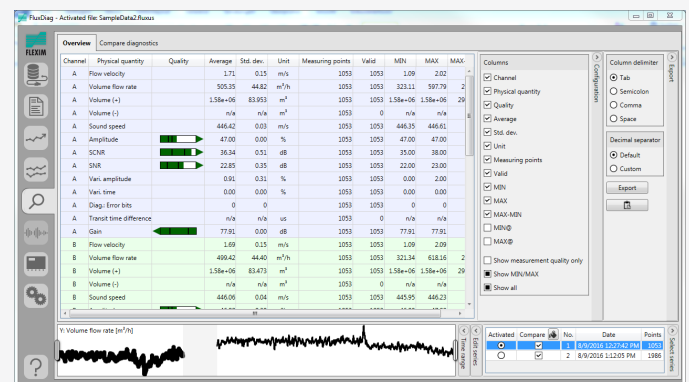 FluxDiag - Activated file: SampleData2.fluxus
FLEXIM
Overview Compare diagnostics
Channel Physical quantity Quality Average Std. dev. Unit Measuring points Valid MIN MAX MAX-
A Flow velocity 1.71 0.15 m/s 1053 1053 1.09 2.02
A Volume flow rate 505.35 44.82 m³/h 1053 1053 323.11 597.79 2
A Volume (+) 1.58e+06 83.953 m³ 1053 1053 1.58e+06 1.58e+06 29
A Volume (-) n/a n/a m³ 1053 0 n/a n/a
A Sound speed 446.42 0.03 m/s 1053 1053 446.35 446.61
A Amplitude 47.00 0.00 % 1053 1053 47.00 47.00
A SCNR 36.34 0.51 dB 1053 1053 35.00 38.00
A SNR 22.85 0.35 dB 1053 1053 22.00 23.00
A Vari. amplitude 0.91 0.31 % 1053 1053 0.00 2.00
A Vari. time 0.00 0.00 % 1053 1053 0.00 0.00
A Diag.: Error bits 0 0 1053 1053 0 0
A Transit time difference n/a n/a us 1053 0 n/a n/a
A Gain 77.91 0.00 dB 1053 1053 77.91 77.91
B Flow velocity 1.69 0.15 m/s 1053 1053 1.09 2.09
B Volume flow rate 499.42 44.40 m³/h 1053 1053 321.34 618.16 2
B Volume (+) 1.58e+06 83.473 m³ 1053 1053 1.58e+06 1.58e+06 29
B Volume (-) n/a n/a m³ 1053 0 n/a n/a
B Sound speed 446.06 0.04 m/s 1053 1053 445.95 446.23
Columns
Channel
Physical quantity
Quality
Average
Std. dev.
Unit
Measuring points
Valid
MIN
MAX
MAX-MIN
MIN@
MAX@
Show measurement quality only
Show MIN/MAX
Show all
Configuration
Column delimiter
Tab
Semicolon
Comma
Space
Decimal separator
Default
Custom
Export
Export
Y: Volume flow rate [m³/h]
Time range
Edit series
Activated Compare No. Date Points
1 8/9/2016 12:27:42 PM 1053
2 8/9/2016 1:12:05 PM 1986
Select series